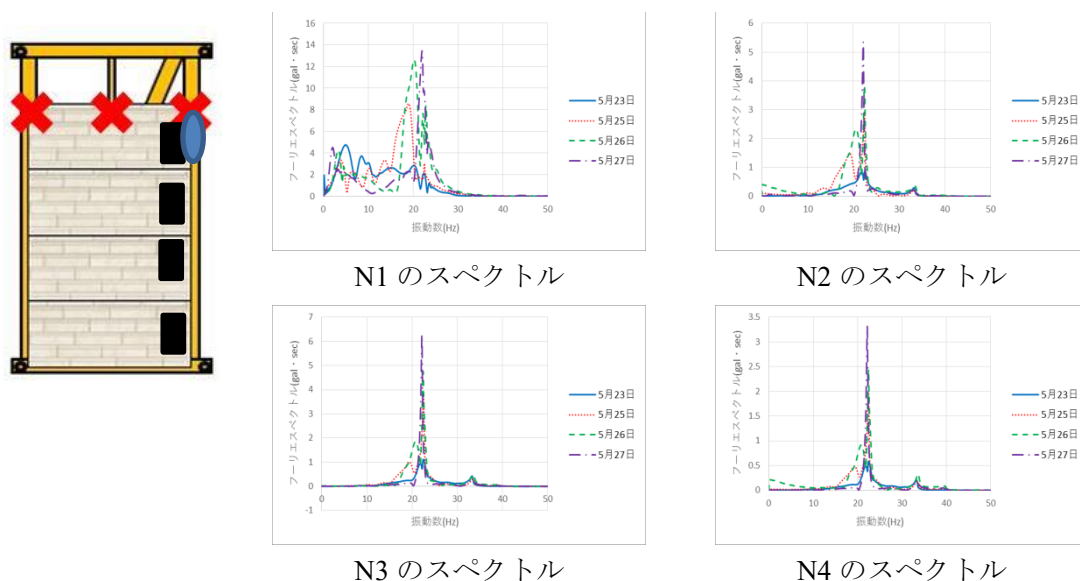 16
14
12
10
8
6
4
2
0
フーリエスペクトル(gal・sec)
0 10 20 30 40 50
振動数(Hz)
5月23日
5月25日
5月26日
5月27日
N1 のスペクトル
6
5
4
3
2
1
0
フーリエスペクトル(gal・sec)
0 10 20 30 40 50
振動数(Hz)
5月23日
5月25日
5月26日
5月27日
N2 のスペクトル
7
6
5
4
3
2
1
0
-1
フーリエスペクトル(gal・sec)
0 10 20 30 40 50
振動数(Hz)
5月23日
5月25日
5月26日
5月27日
N3 のスペクトル
3.5
3
2.5
2
1.5
1
0.5
0
フーリエスペクトル(gal・sec)
0 10 20 30 40 50
振動数(Hz)
5月23日
5月25日
5月26日
5月27日
N4 のスペクトル